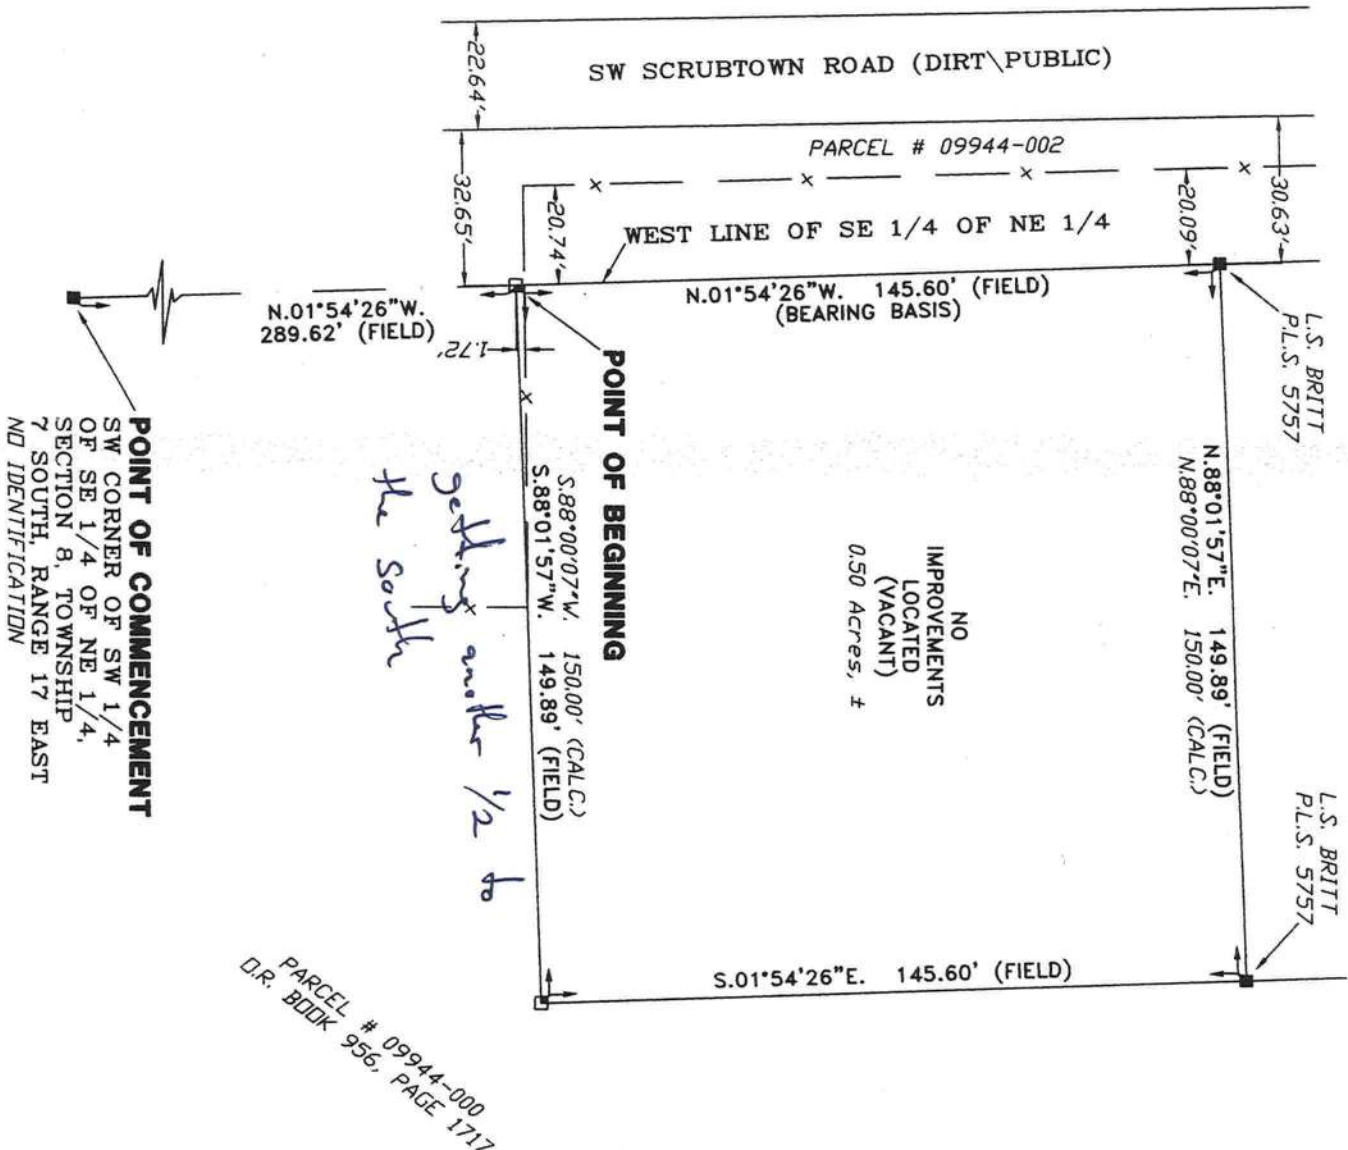 SW SCRUBTOWN ROAD (DIRT\PUBLIC)
22.64'
PARCEL # 09944-002
32.65'
20.74'
20.09'
30.63'
WEST LINE OF SE 1/4 OF NE 1/4
N.01°54'26"W. 145.60' (FIELD)
(BEARING BASIS)
N.01°54'26"W.
289.62' (FIELD)
1.72'
L.S. BRITT
P.L.S. 5757
POINT OF BEGINNING
POINT OF COMMENCEMENT
SW CORNER OF SW 1/4
OF SE 1/4 OF NE 1/4,
SECTION 8, TOWNSHIP
7 SOUTH, RANGE 17 EAST
NO IDENTIFICATION
S.88°00'07"W. 150.00' (CALC.)
S.88°01'57"W. 149.89' (FIELD)
getting another 1/2 to
the South
NO
IMPROVEMENTS
LOCATED
(VACANT)
0.50 Acres, ±
N.88°01'57"E. 149.89' (FIELD)
N.88°00'07"E. 150.00' (CALC.)
L.S. BRITT
P.L.S. 5757
S.01°54'26"E. 145.60' (FIELD)
PARCEL # 09944-000
O.R. BOOK 956, PAGE 1717